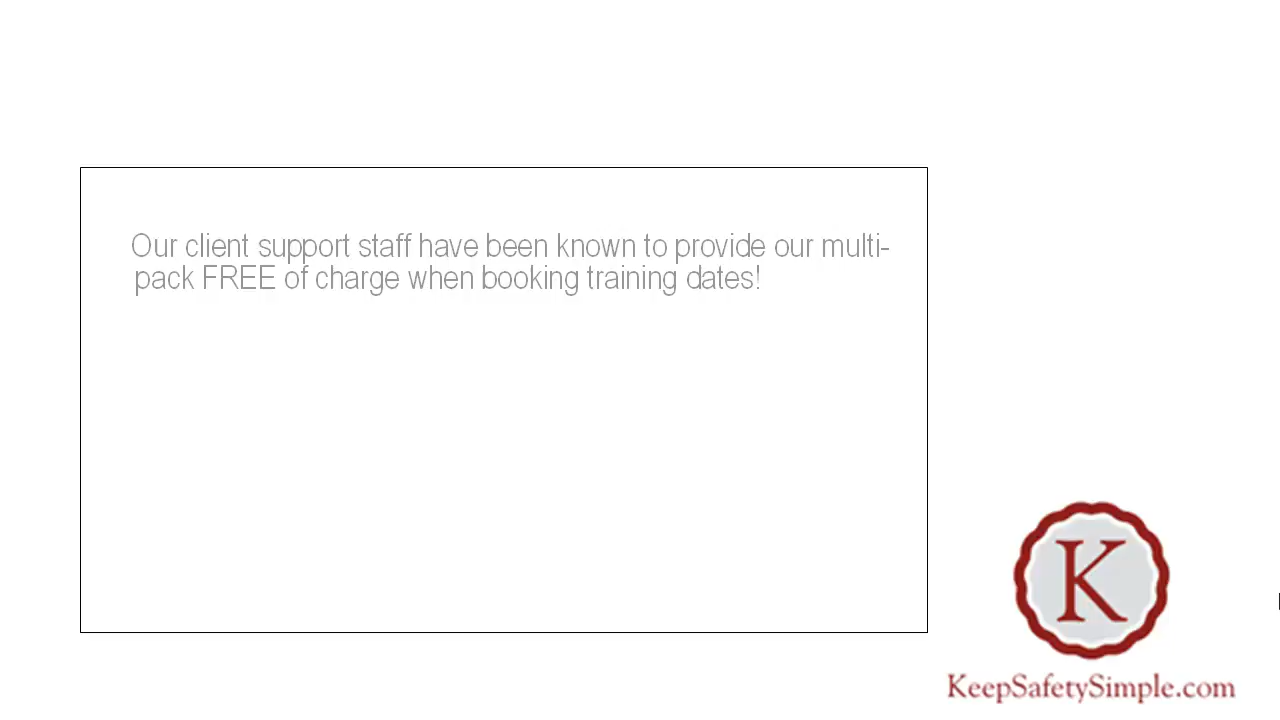 Our client support staff have been known to provide our multi-
pack FREE of charge when booking training dates!
K
KeepSafetySimple.com